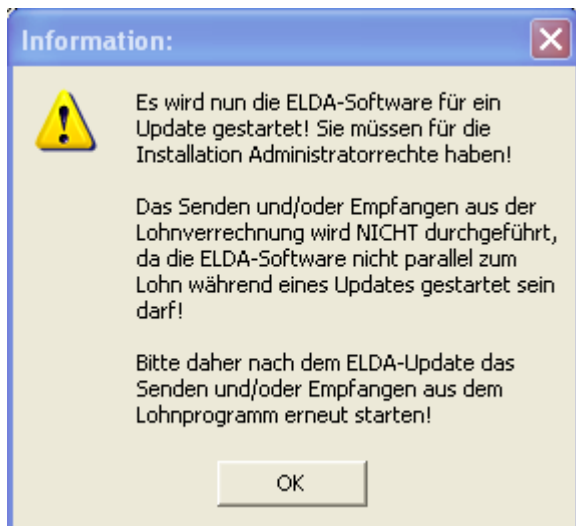 Information:
Es wird nun die ELDA-Software für ein
Update gestartet! Sie müssen für die
Installation Administratorrechte haben!
Das Senden und/oder Empfangen aus der
Lohnverrechnung wird NICHT durchgeführt,
da die ELDA-Software nicht parallel zum
Lohn während eines Updates gestartet sein
darf!
Bitte daher nach dem ELDA-Update das
Senden und/oder Empfangen aus dem
Lohnprogramm erneut starten!
OK